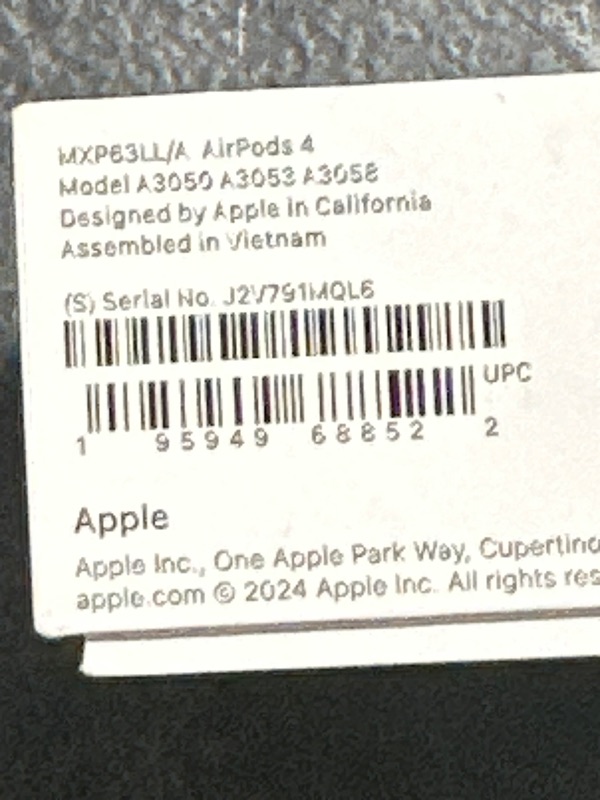 MXP63LL/A AirPods 4
Model A3050 A3053 A3058
Designed by Apple in California
Assembled in Vietnam
(S) Serial No. J2V791MQL6
UPC
1 95949 68852 2
Apple
Apple Inc., One Apple Park Way, Cupertino
apple.com © 2024 Apple Inc. All rights res